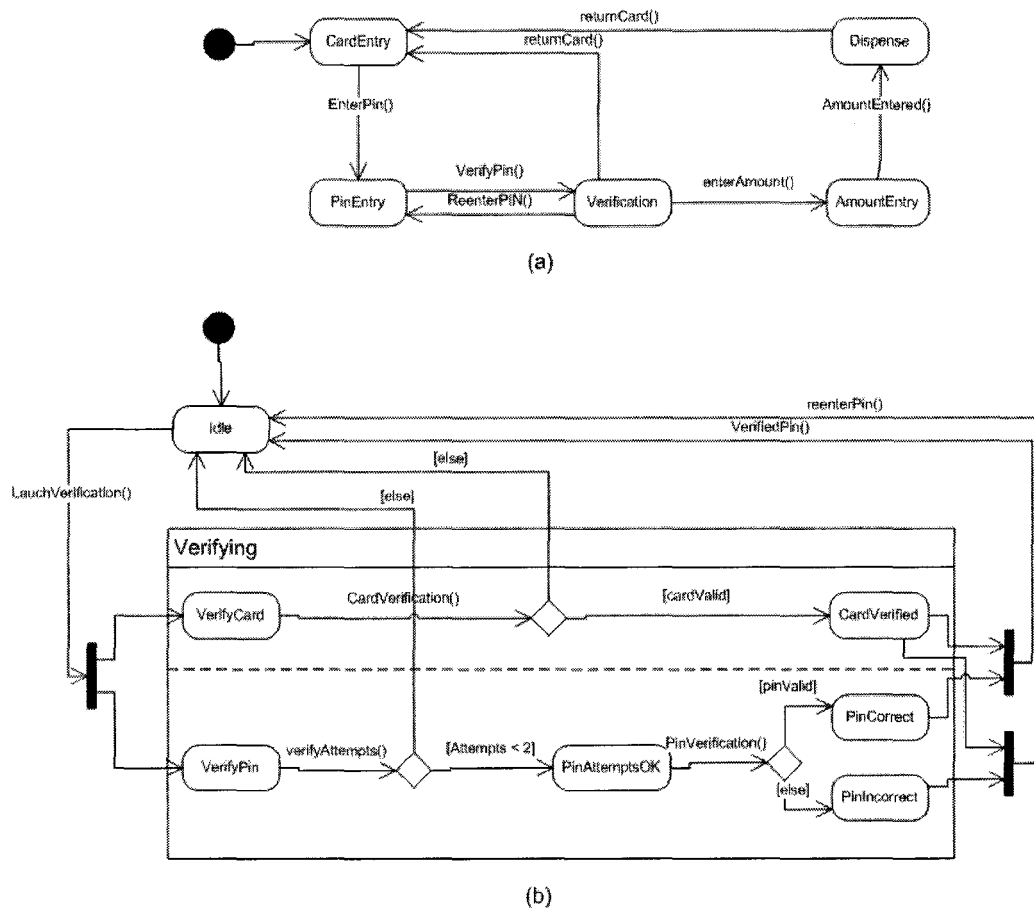 returnCard()
CardEntry
returnCard()
Dispense
EnterPin()
AmountEntered()
VerifyPin()
enterAmount()
PinEntry
ReenterPIN()
Verification
AmountEntry
(a)
reenterPin()
Idle
VerifiedPin()
[else]
LauchVerification()
[else]
Verifying
VerifyCard
CardVerification()
[cardValid]
CardVerified
[pinValid]
PinCorrect
VerifyPin
verifyAttempts()
[Attempts < 2]
PinAttemptsOK
PinVerification()
[else]
PinIncorrect
(b)